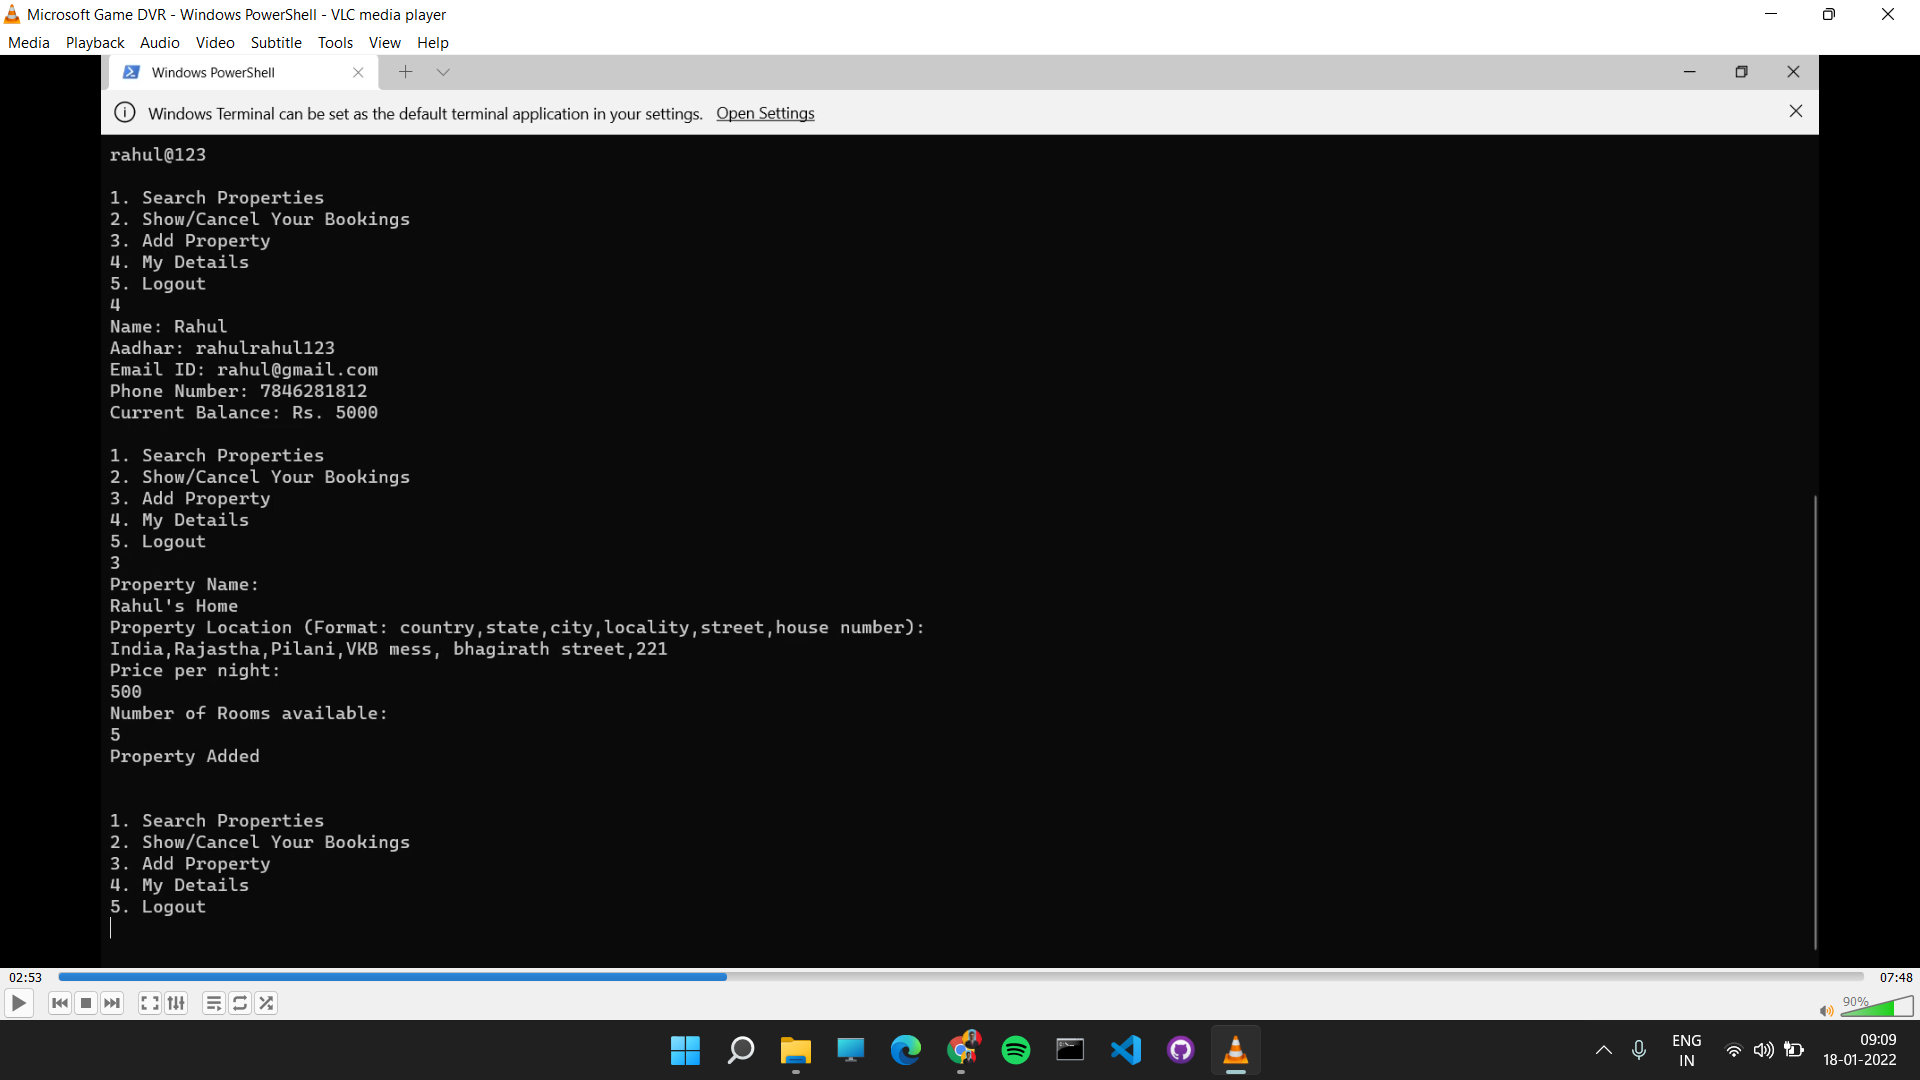 Microsoft Game DVR - Windows PowerShell - VLC media player
Media Playback Audio Video Subtitle Tools View Help
Windows PowerShell
Windows Terminal can be set as the default terminal application in your settings. Open Settings
rahul@123
1. Search Properties
2. Show/Cancel Your Bookings
3. Add Property
4. My Details
5. Logout
4
Name: Rahul
Aadhar: rahulrahul123
Email ID: rahul@gmail.com
Phone Number: 7846281812
Current Balance: Rs. 5000
1. Search Properties
2. Show/Cancel Your Bookings
3. Add Property
4. My Details
5. Logout
3
Property Name:
Rahul's Home
Property Location (Format: country,state,city,locality,street,house number):
India,Rajastha,Pilani,VKB mess, bhagirath street,221
Price per night:
500
Number of Rooms available:
5
Property Added
1. Search Properties
2. Show/Cancel Your Bookings
3. Add Property
4. My Details
5. Logout
02:53 07:48
90%
ENG 09:09
IN 18-01-2022